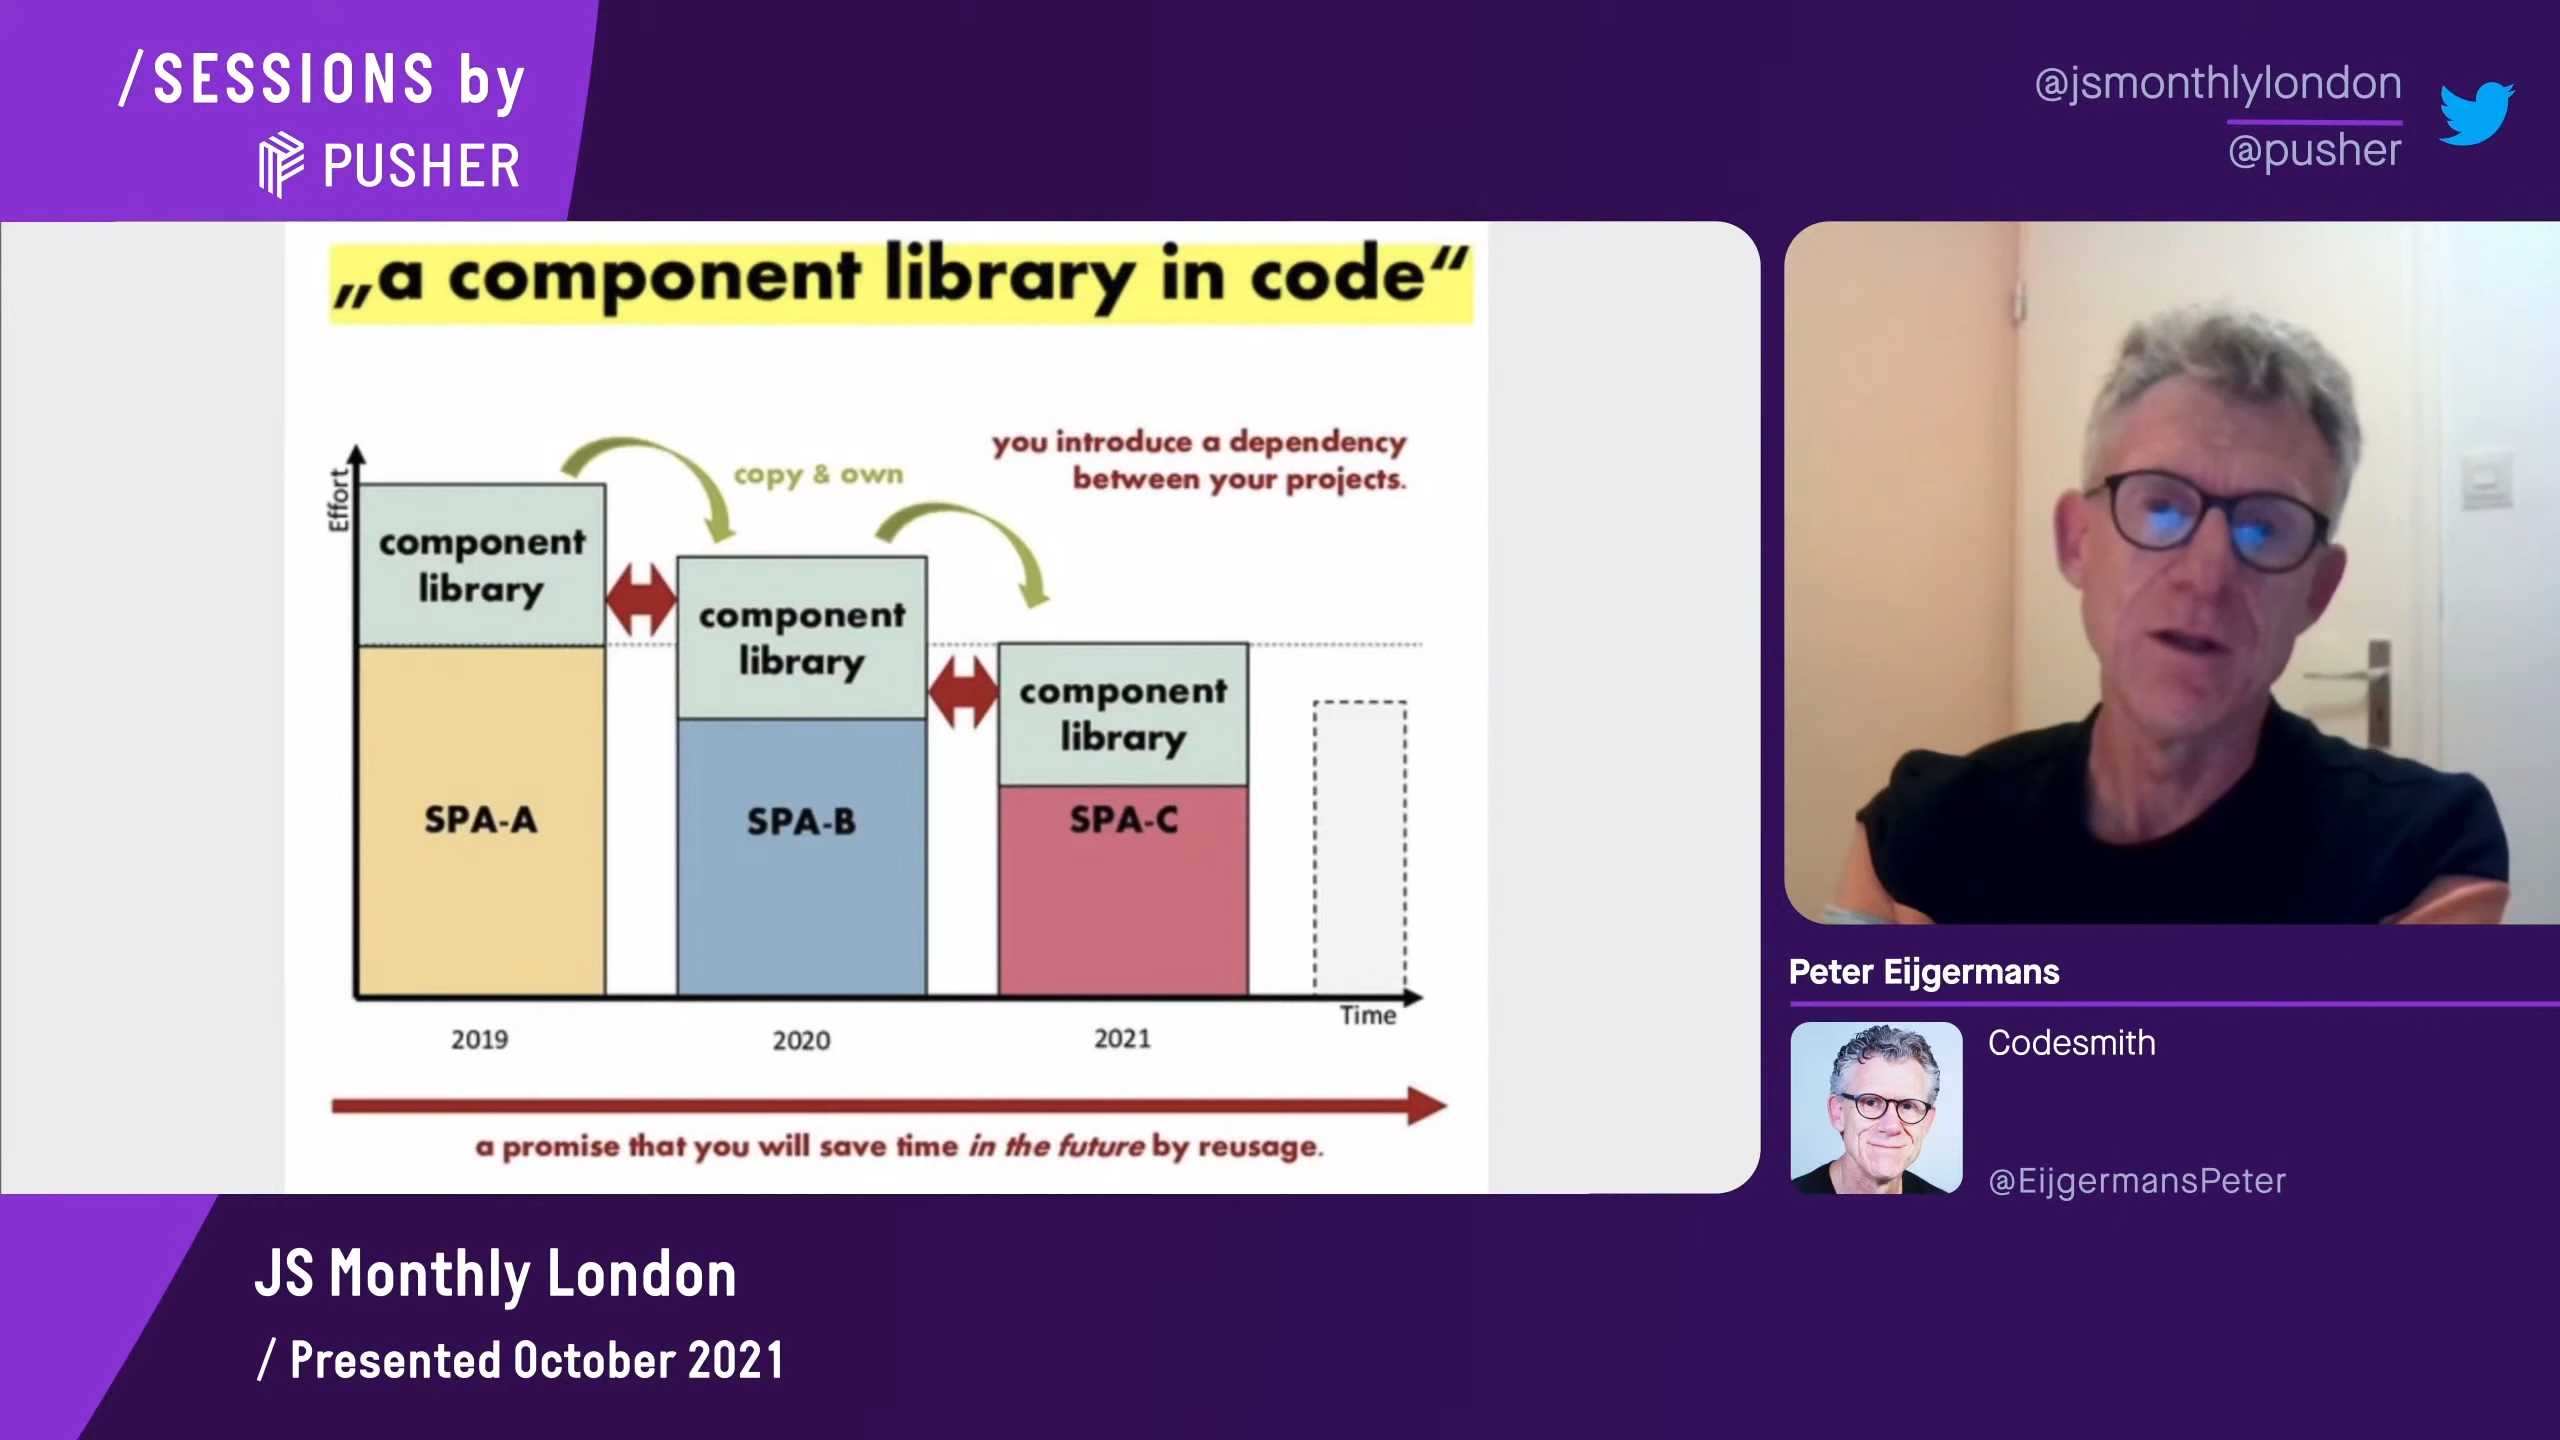 /SESSIONS by
PUSHER
@jsmonthlylondon
@pusher
„a component library in code“
you introduce a dependency
between your projects.
copy & own
Effort
component
library
component
library
component
library
SPA-A
SPA-B
SPA-C
Time
2019
2020
2021
a promise that you will save time in the future by reusage.
Peter Eijgermans
Codesmith
@EijgermansPeter
JS Monthly London
/ Presented October 2021